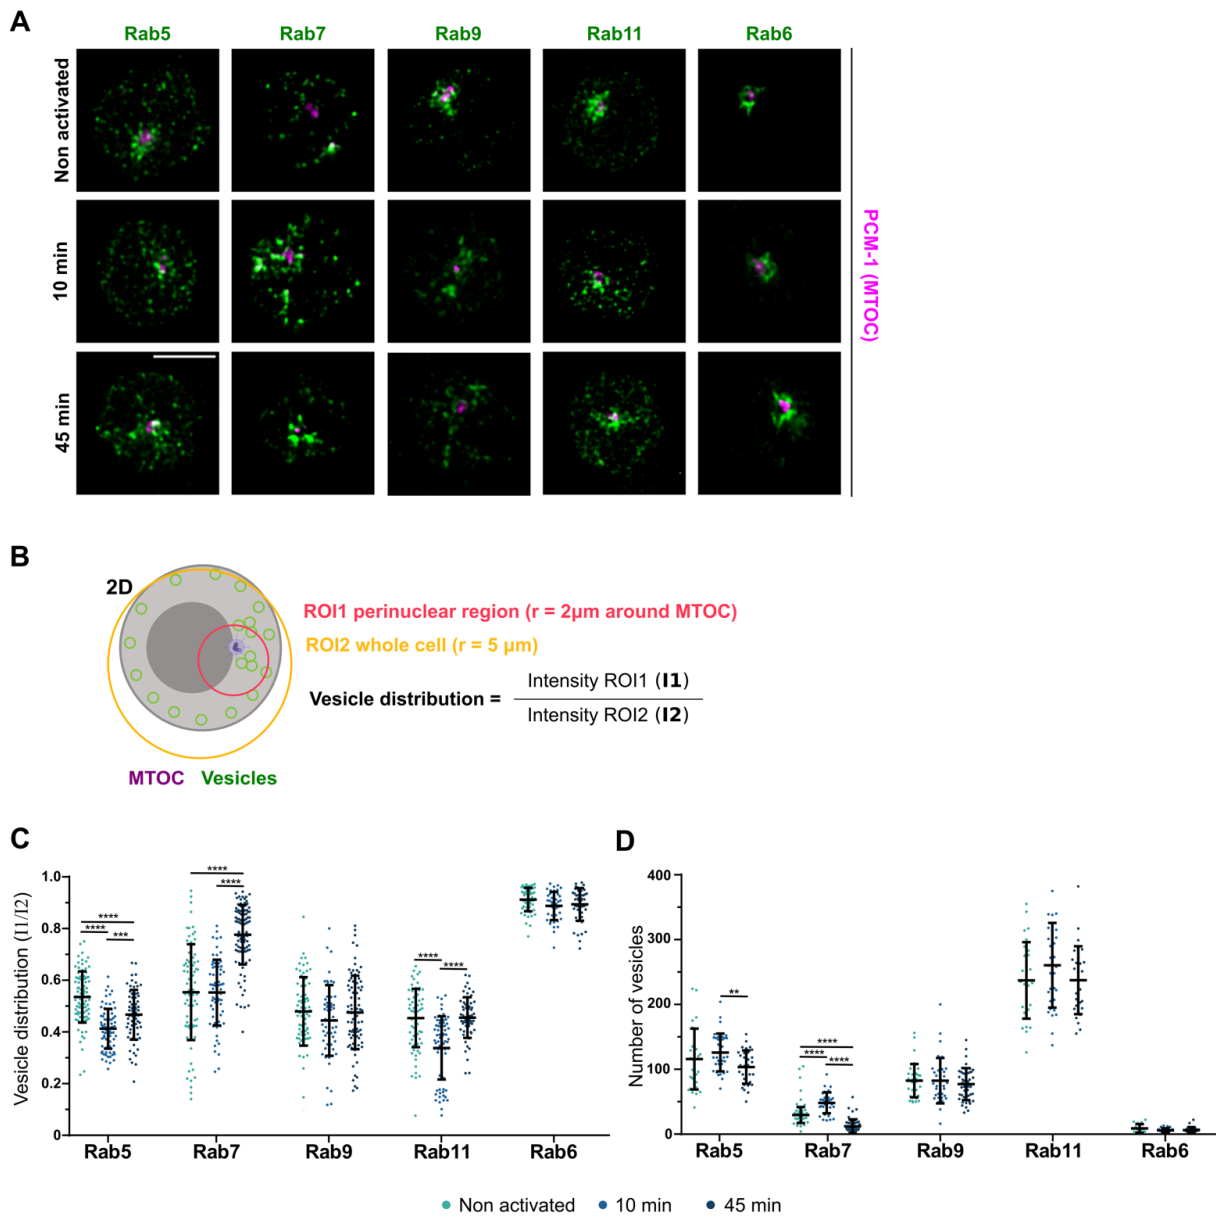 A
Rab5 Rab7 Rab9 Rab11 Rab6
Non activated
10 min
45 min
PCM-1 (MTOC)
B
2D
ROI1 perinuclear region (r = 2µm around MTOC)
ROI2 whole cell (r = 5 µm)
Vesicle distribution = Intensity ROI1 (I1)
Intensity ROI2 (I2)
MTOC Vesicles
C
Vesicle distribution (I1/I2)
1.0
0.8
0.6
0.4
0.2
0
**** **** ***
**** ****
**** ****
Rab5 Rab7 Rab9 Rab11 Rab6
D
Number of vesicles
400
300
200
100
0
**
**** **** ****
Rab5 Rab7 Rab9 Rab11 Rab6
Non activated 10 min 45 min